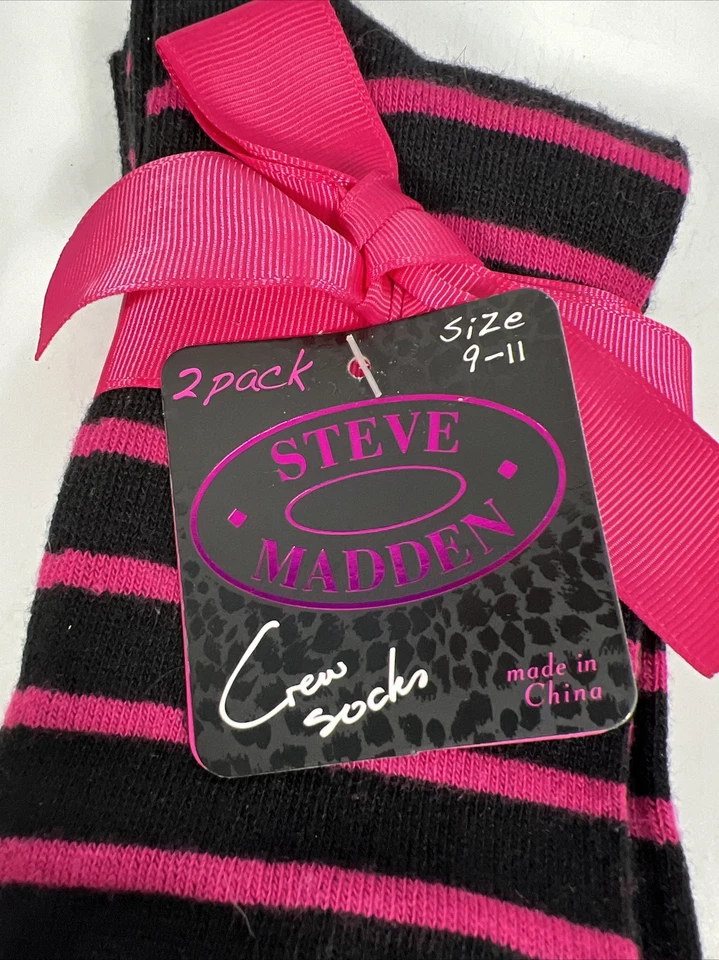 2 pack
size
9-11
STEVE
MADDEN
Crew
socks
made in
China